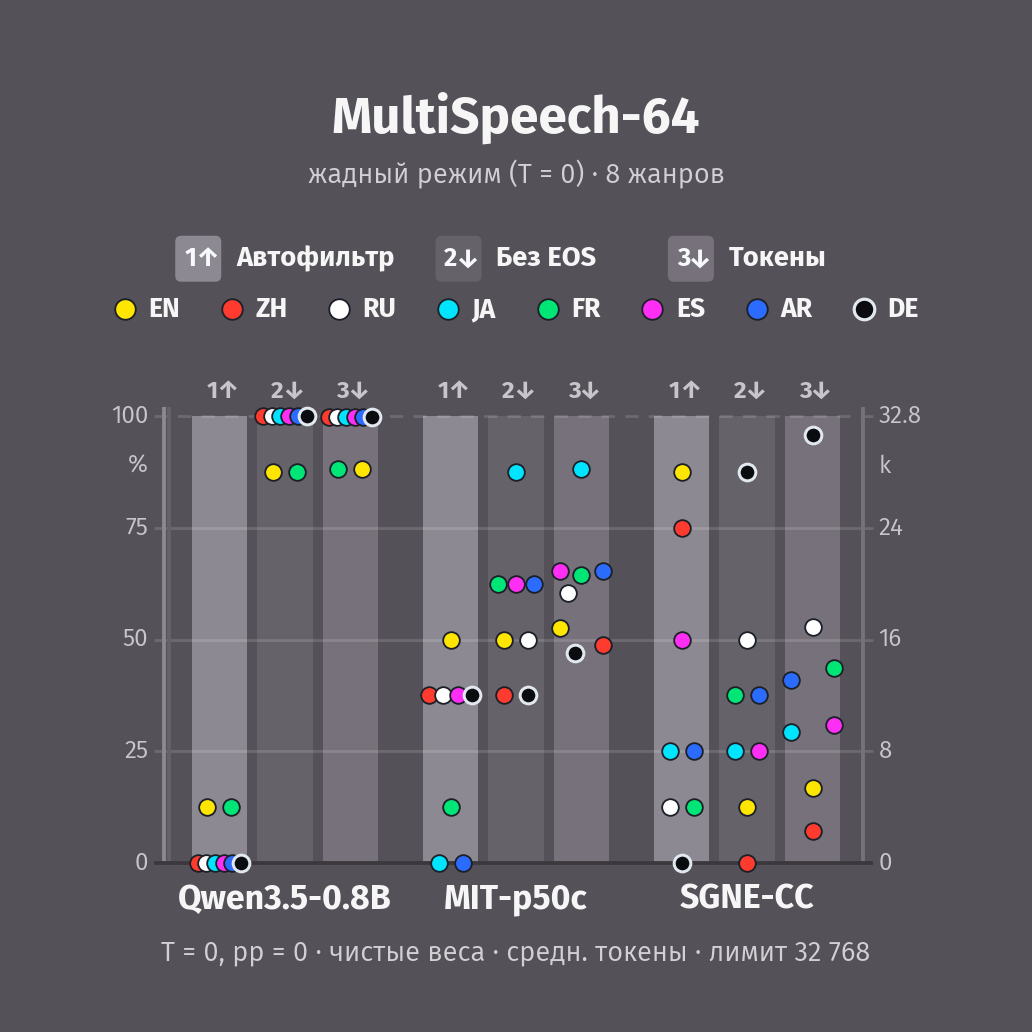 MultiSpeech-64
жадный режим (T = 0) · 8 жанров
1↑ Автофильтр 2↓ Без EOS 3↓ Токены
EN ZH RU JA FR ES AR DE
1↑ 2↓ 3↓ 1↑ 2↓ 3↓ 1↑ 2↓ 3↓
100 32.8
% k
75 24
50 16
25 8
0 0
Qwen3.5-0.8B MIT-p50c SGNE-CC
T = 0, pp = 0 · чистые веса · средн. токены · лимит 32 768